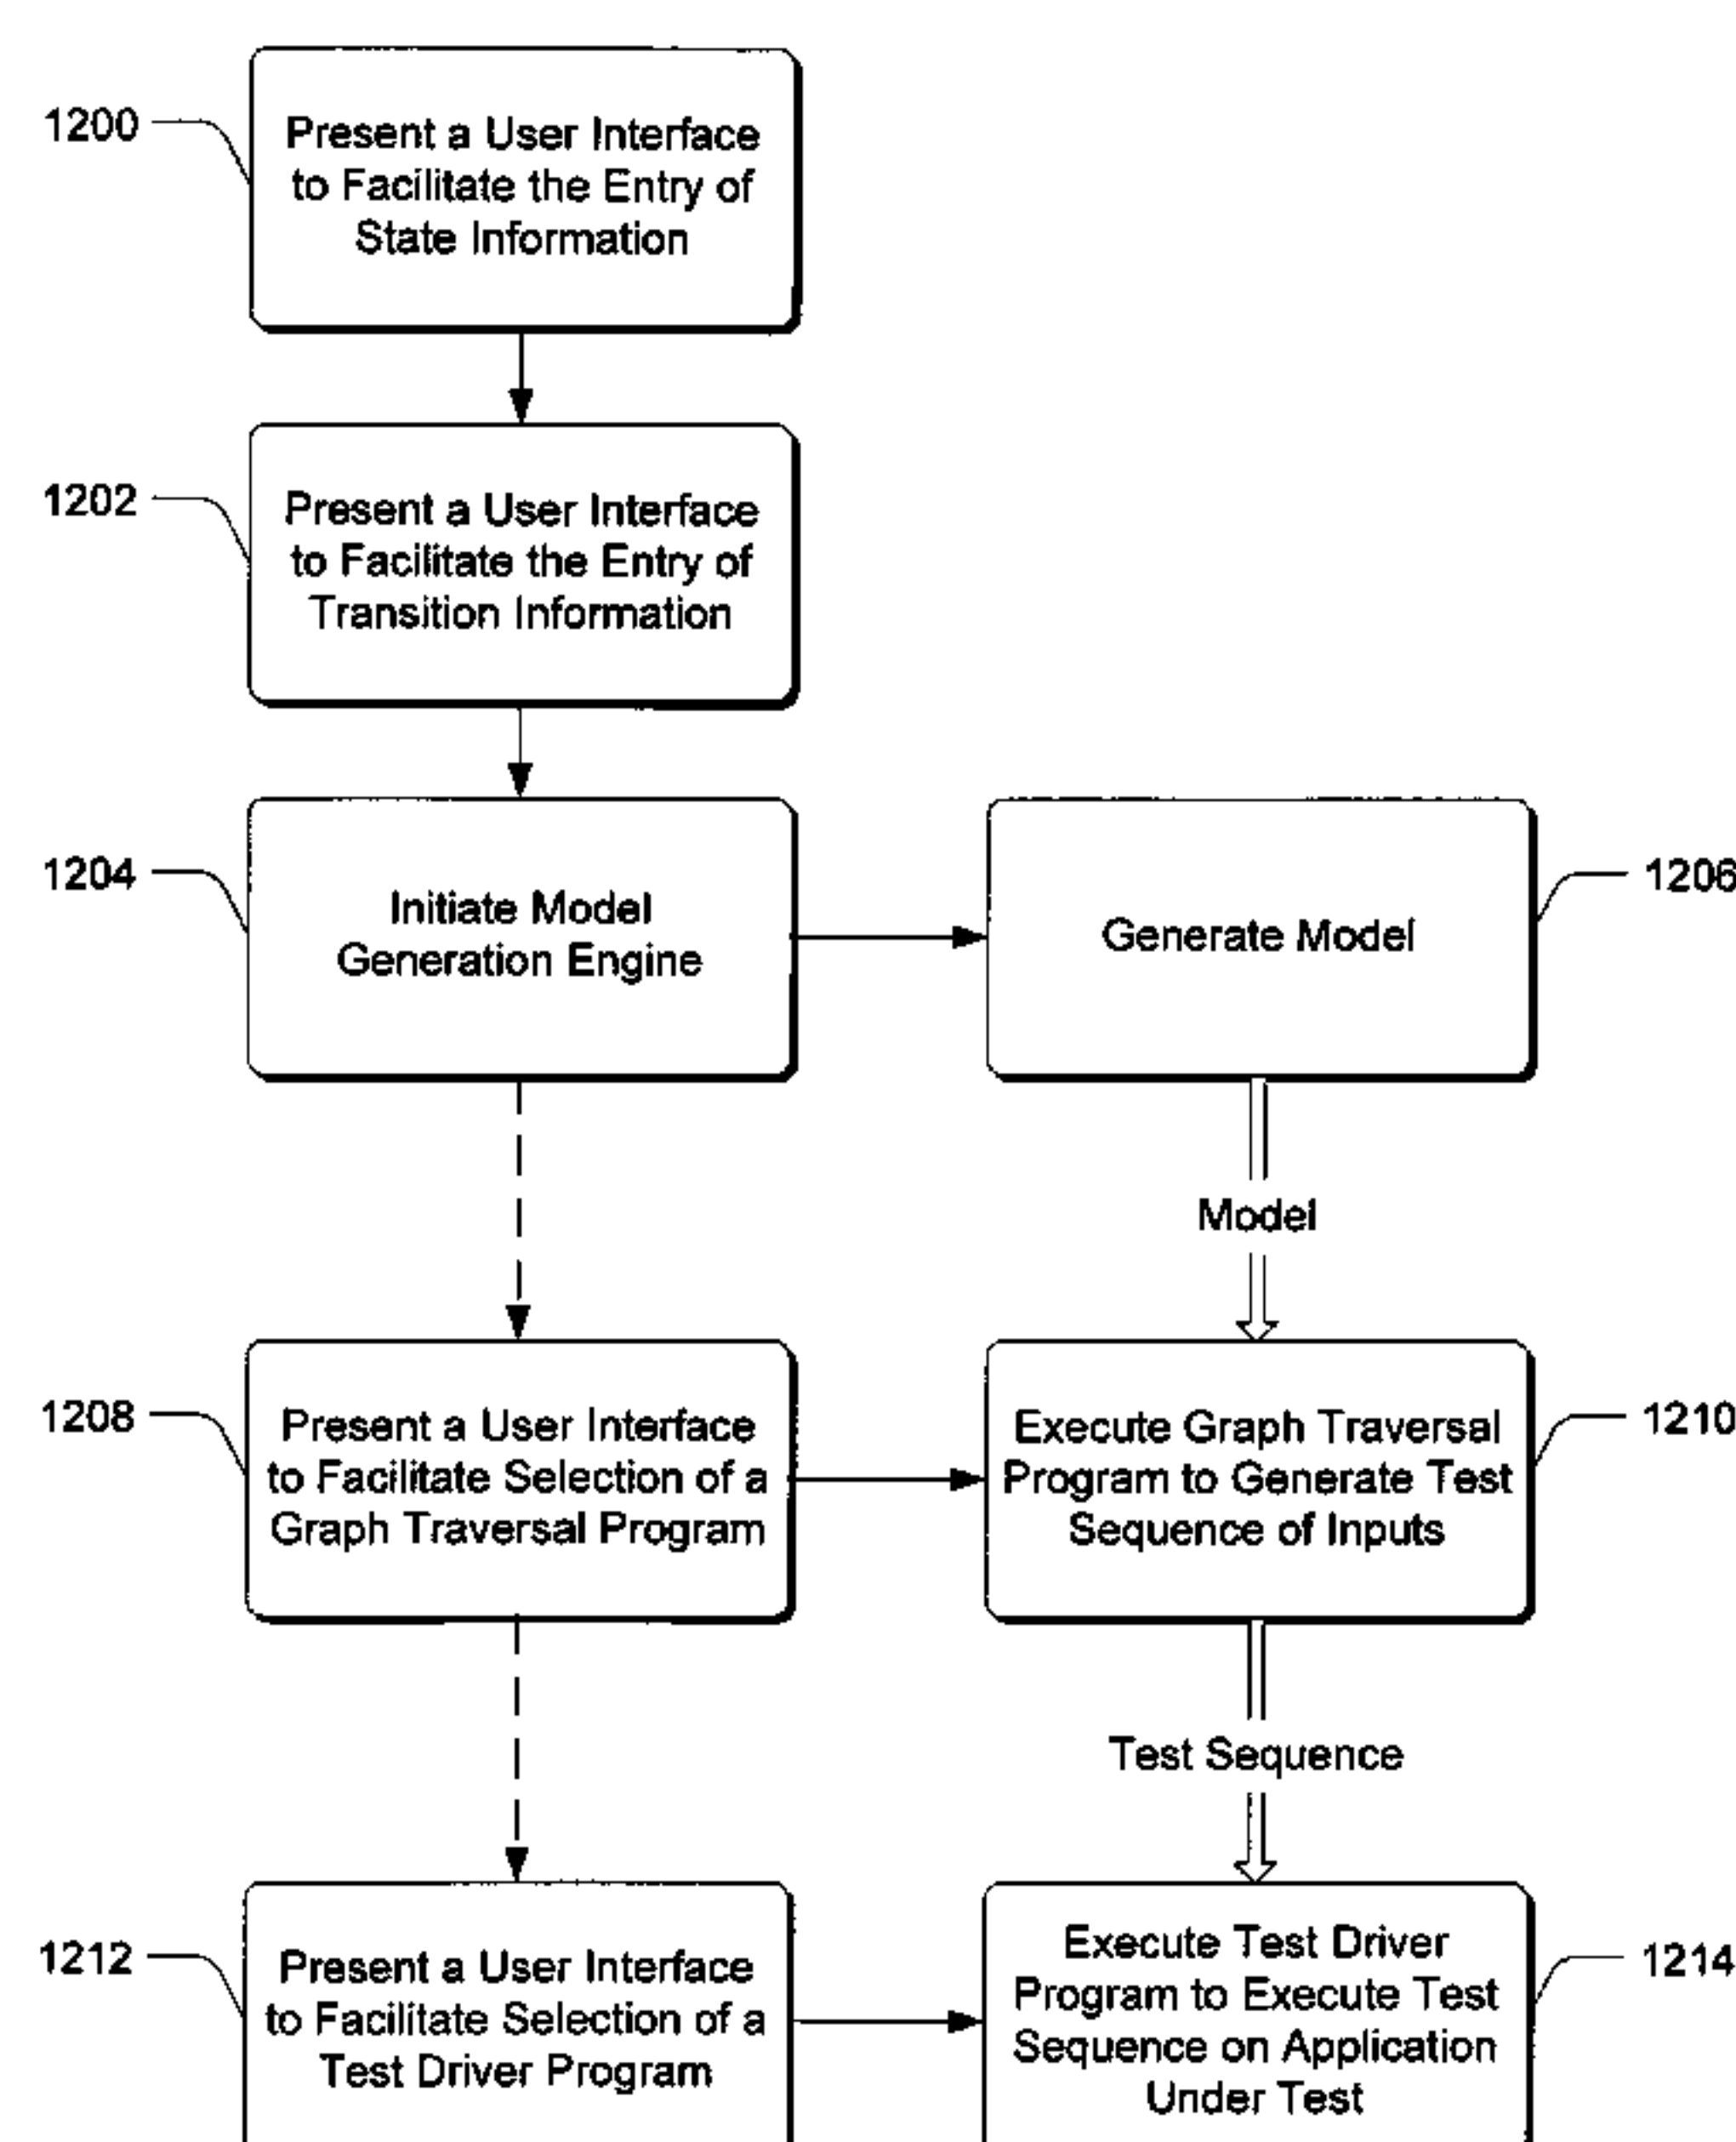 1200
Present a User Interface
to Facilitate the Entry of
State Information
1202
Present a User Interface
to Facilitate the Entry of
Transition Information
1204
Initiate Model
Generation Engine
Generate Model
1206
Model
1208
Present a User Interface
to Facilitate Selection of a
Graph Traversal Program
Execute Graph Traversal
Program to Generate Test
Sequence of Inputs
1210
Test Sequence
1212
Present a User Interface
to Facilitate Selection of a
Test Driver Program
Execute Test Driver
Program to Execute Test
Sequence on Application
Under Test
1214